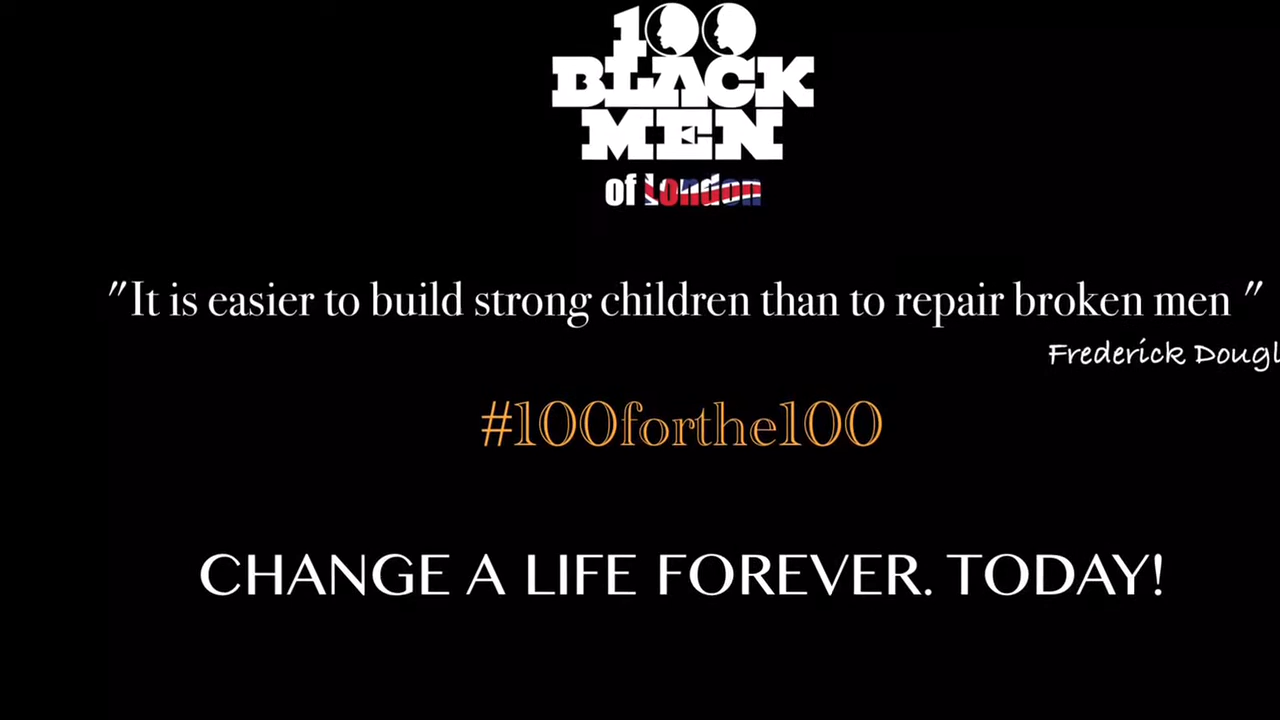 100
BLACK
MEN
of London
"It is easier to build strong children than to repair broken men "
Frederick Dougl
#100forthe100
CHANGE A LIFE FOREVER. TODAY!